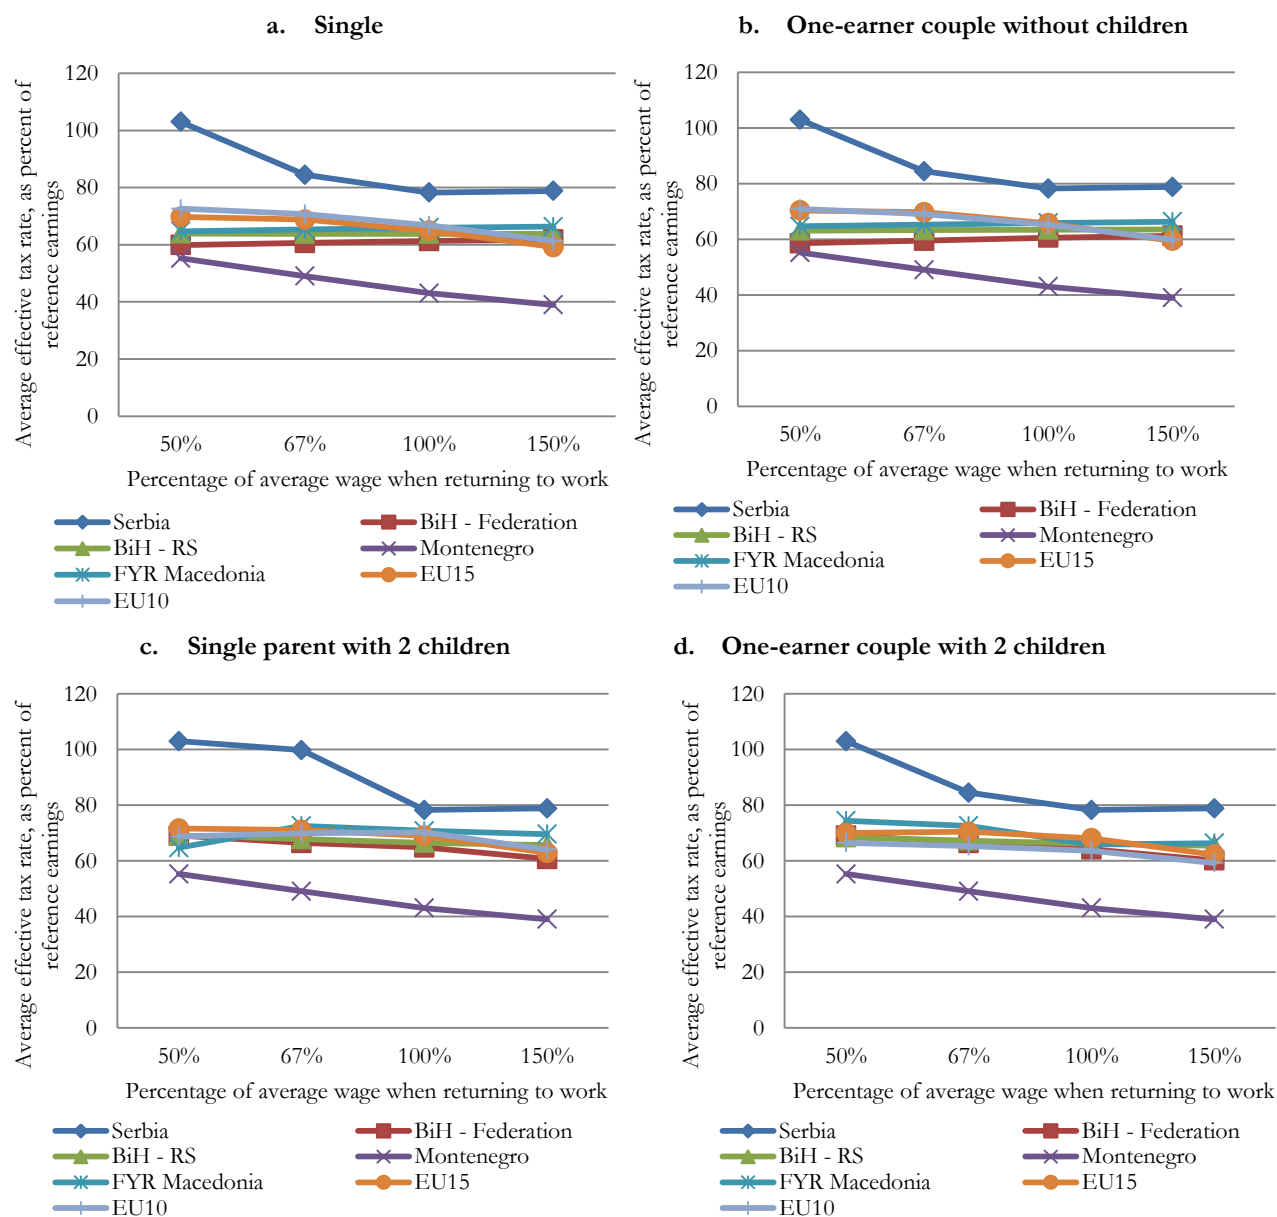 a. Single
Average effective tax rate, as percent of
reference earnings
120
100
80
60
40
20
0
50% 67% 100% 150%
Percentage of average wage when returning to work
Serbia BiH - Federation
BiH - RS Montenegro
FYR Macedonia EU15
EU10
b. One-earner couple without children
Average effective tax rate, as percent of
reference earnings
120
100
80
60
40
20
0
50% 67% 100% 150%
Percentage of average wage when returning to work
Serbia BiH - Federation
BiH - RS Montenegro
FYR Macedonia EU15
EU10
c. Single parent with 2 children
Average effective tax rate, as percent of
reference earnings
120
100
80
60
40
20
0
50% 67% 100% 150%
Percentage of average wage when returning to work
Serbia BiH - Federation
BiH - RS Montenegro
FYR Macedonia EU15
EU10
d. One-earner couple with 2 children
Average effective tax rate, as percent of
reference earnings
120
100
80
60
40
20
0
50% 67% 100% 150%
Percentage of average wage when returning to work
Serbia BiH - Federation
BiH - RS Montenegro
FYR Macedonia EU15
EU10